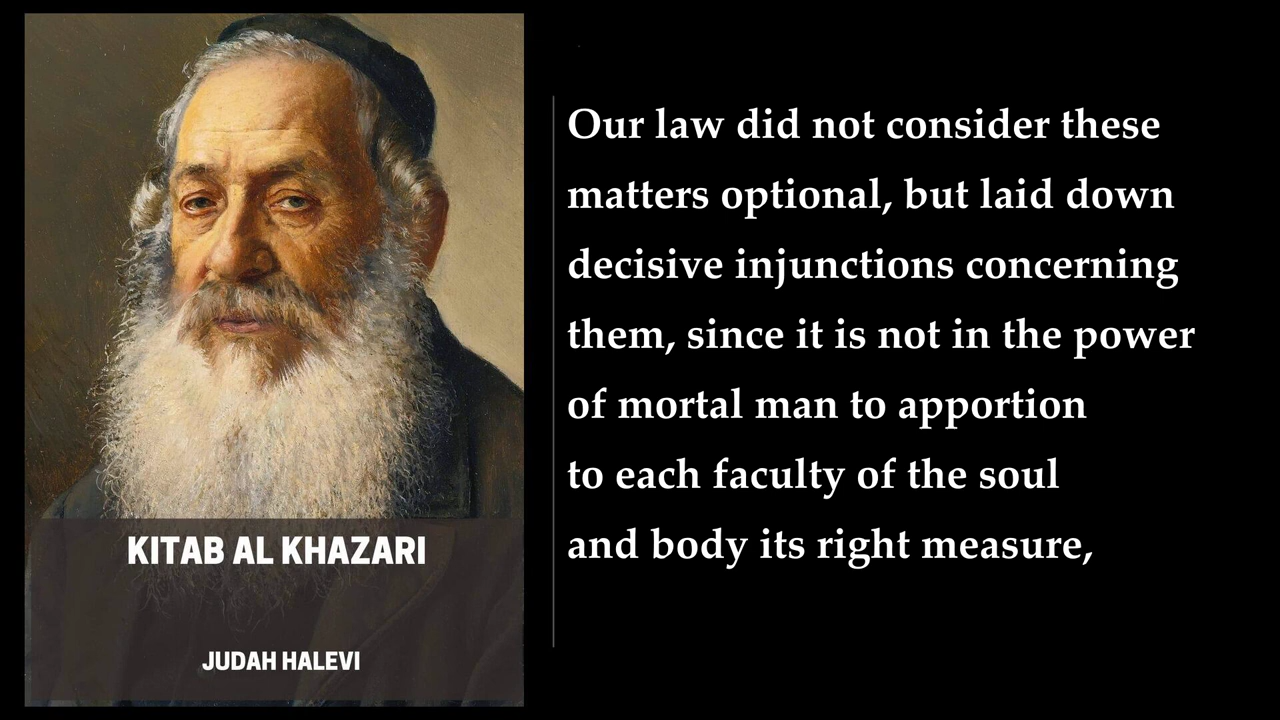 KITAB AL KHAZARI
JUDAH HALEVI
Our law did not consider these
matters optional, but laid down
decisive injunctions concerning
them, since it is not in the power
of mortal man to apportion
to each faculty of the soul
and body its right measure,